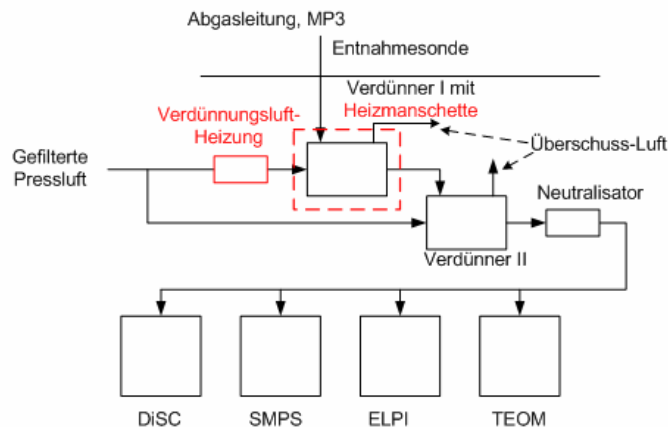 Abgasleitung, MP3
Entnahmesonde
Verdünner I mit
Heizmanschette
Verdünnungsluft-
Heizung
Überschuss-Luft
Gefilterte
Pressluft
Neutralisator
Verdünner II
DiSC
SMPS
ELPI
TEOM